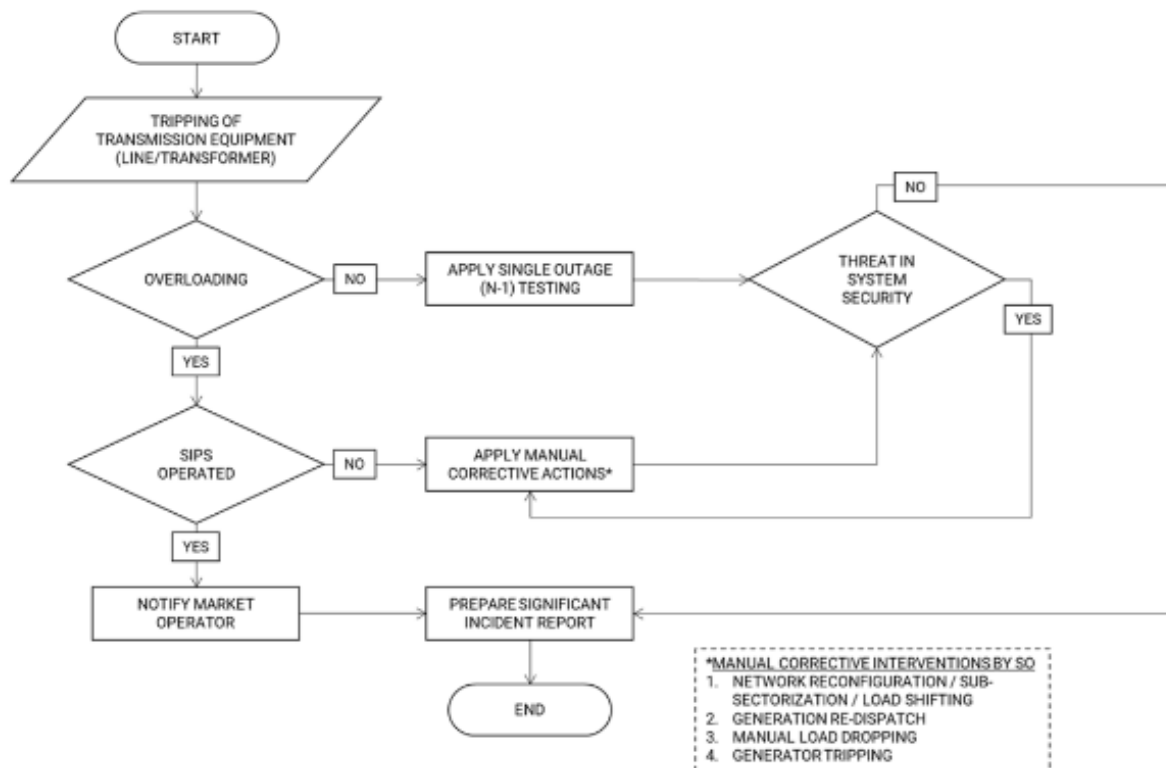 START
TRIPPING OF
TRANSMISSION EQUIPMENT
(LINE/TRANSFORMER)
NO
OVERLOADING
NO
APPLY SINGLE OUTAGE
(N-1) TESTING
THREAT IN
SYSTEM
SECURITY
YES
YES
SIPS
OPERATED
NO
APPLY MANUAL
CORRECTIVE ACTIONS*
YES
NOTIFY MARKET
OPERATOR
PREPARE SIGNIFICANT
INCIDENT REPORT
END
*MANUAL CORRECTIVE INTERVENTIONS BY SO
1. NETWORK RECONFIGURATION / SUB-
SECTORIZATION / LOAD SHIFTING
2. GENERATION RE-DISPATCH
3. MANUAL LOAD DROPPING
4. GENERATOR TRIPPING